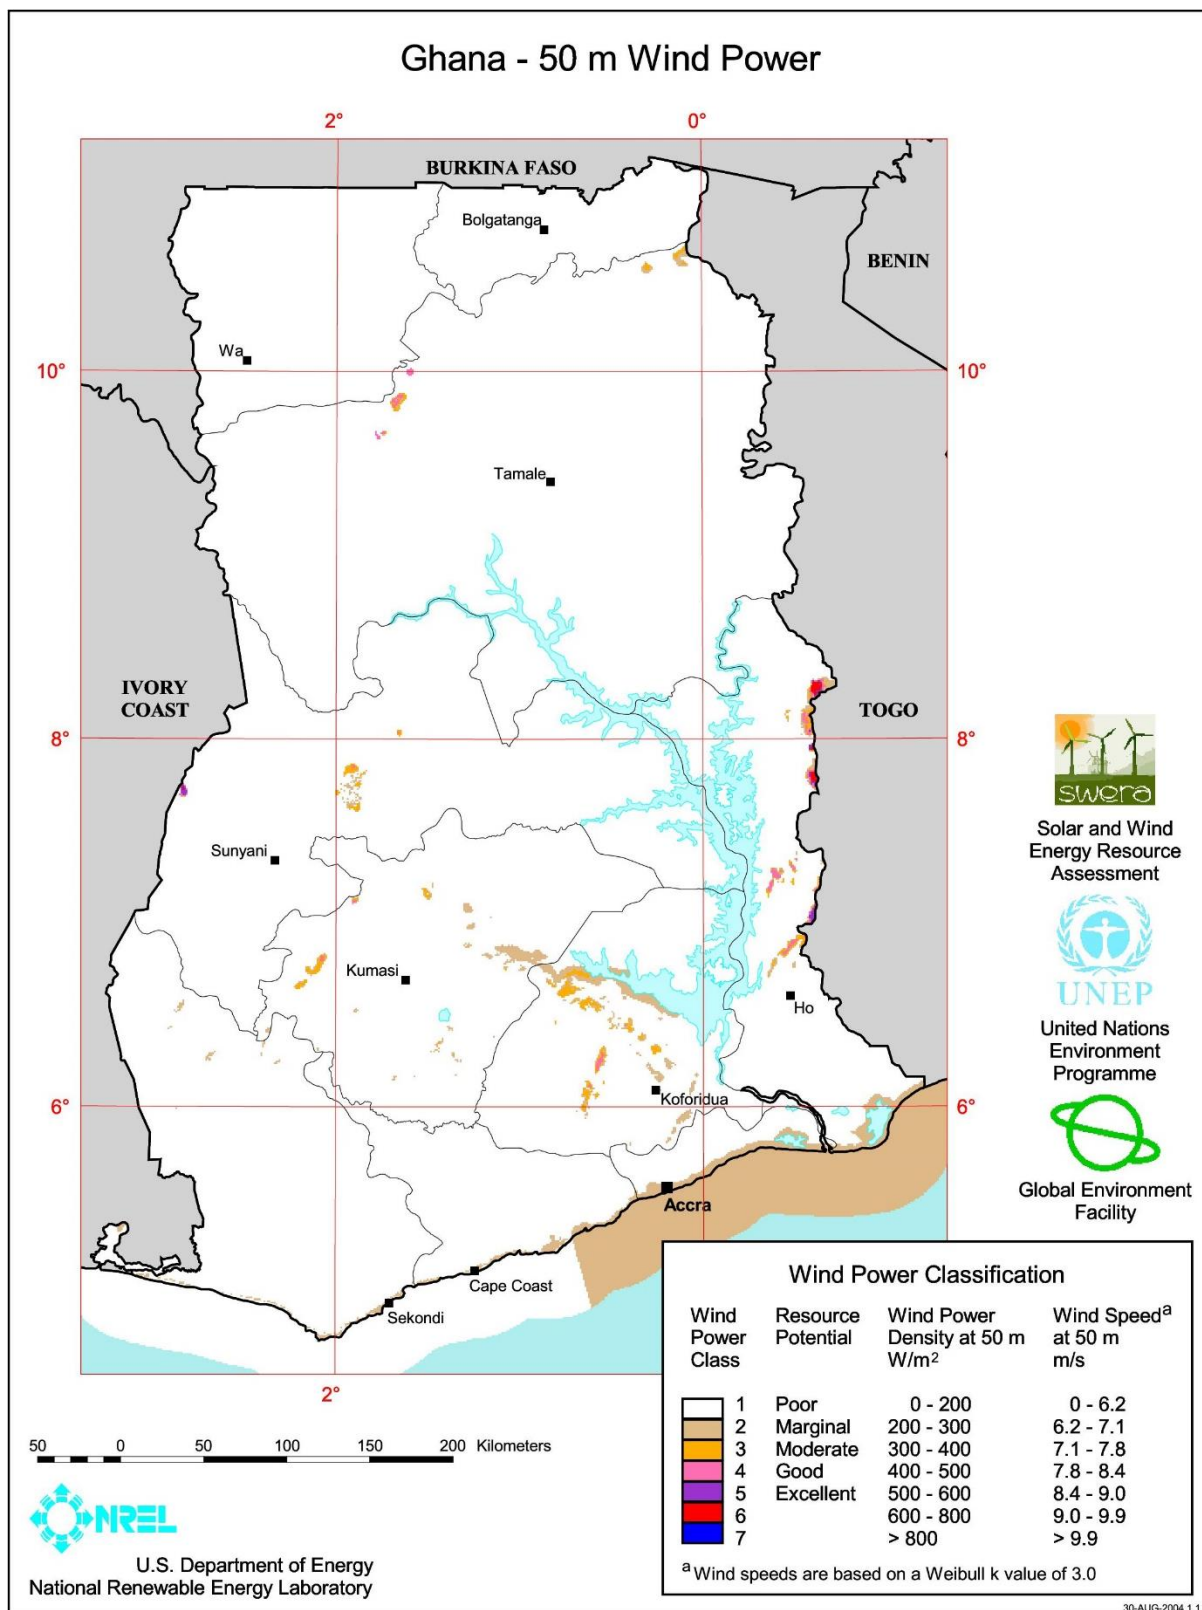 Ghana - 50 m Wind Power
2° 0°
BURKINA FASO
Bolgatanga
BENIN
Wa
10° 10°
Tamale
IVORY
COAST
TOGO
8° 8°
swera
Solar and Wind
Energy Resource
Assessment
Sunyani
Kumasi
Ho
UNEP
United Nations
Environment
Programme
Koforidua
6° 6°
Accra
Global Environment
Facility
Cape Coast
Sekondi
2°
Wind Power Classification
Wind Power Class Resource Potential Wind Power Density at 50 m W/m² Wind Speedᵃ at 50 m m/s
1 Poor 0 - 200 0 - 6.2
2 Marginal 200 - 300 6.2 - 7.1
3 Moderate 300 - 400 7.1 - 7.8
4 Good 400 - 500 7.8 - 8.4
5 Excellent 500 - 600 8.4 - 9.0
6 600 - 800 9.0 - 9.9
7 > 800 > 9.9
ᵃ Wind speeds are based on a Weibull k value of 3.0
50 0 50 100 150 200 Kilometers
NREL
U.S. Department of Energy
National Renewable Energy Laboratory
30-AUG-2004 1.1